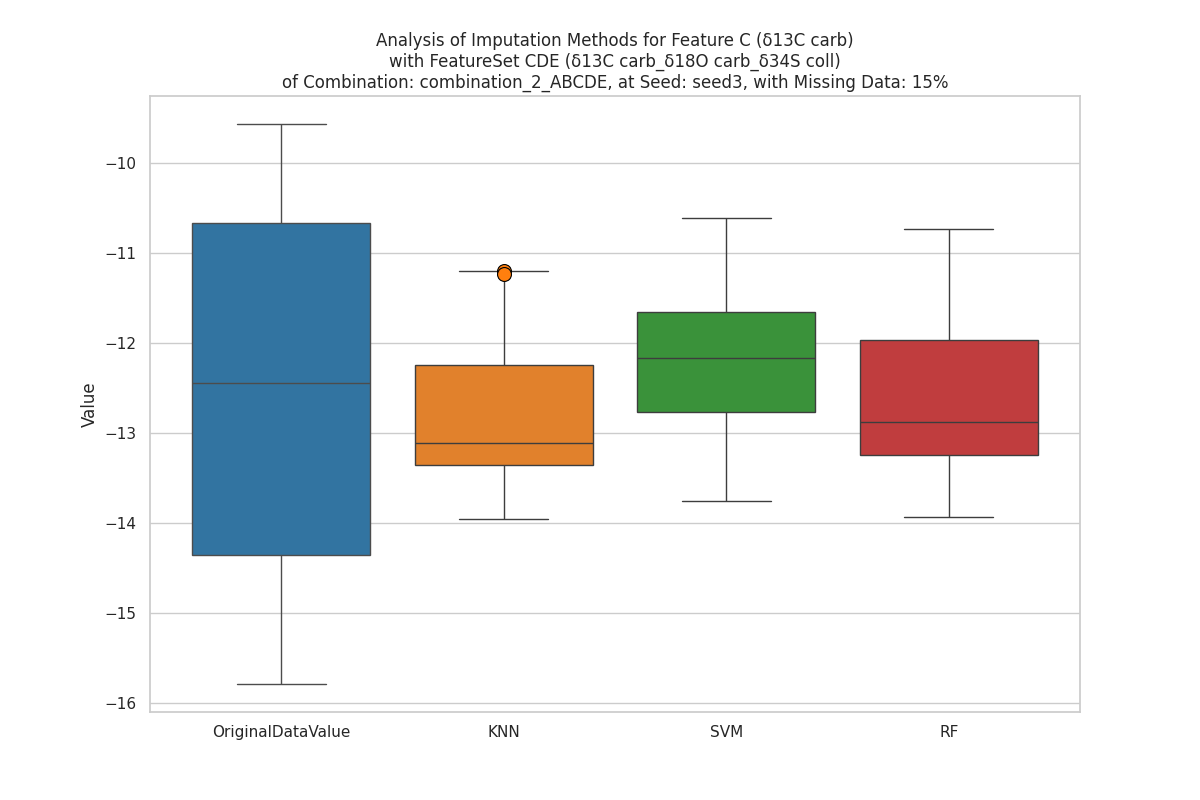 Analysis of Imputation Methods for Feature C (δ13C carb)
with FeatureSet CDE (δ13C carb_δ18O carb_δ34S coll)
of Combination: combination_2_ABCDE, at Seed: seed3, with Missing Data: 15%
−10
−11
−12
−13
−14
−15
−16
Value
OriginalDataValue
KNN
SVM
RF